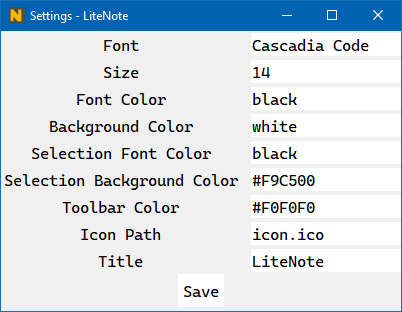 Settings - LiteNote
Font Cascadia Code
Size 14
Font Color black
Background Color white
Selection Font Color black
Selection Background Color #F9C500
Toolbar Color #F0F0F0
Icon Path icon.ico
Title LiteNote
Save